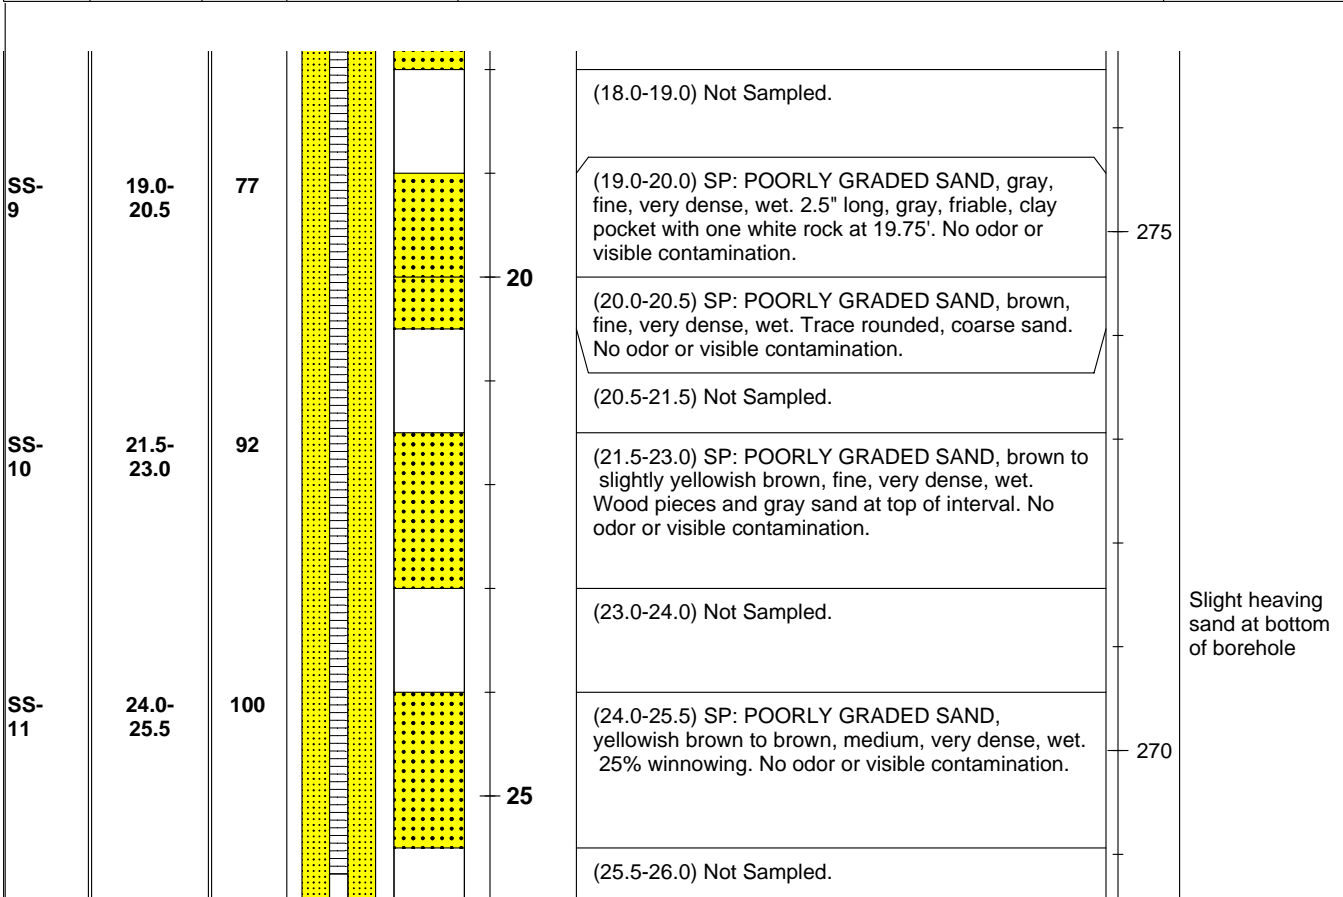 (18.0-19.0) Not Sampled.
SS-
9
19.0-
20.5
77
(19.0-20.0) SP: POORLY GRADED SAND, gray,
fine, very dense, wet. 2.5" long, gray, friable, clay
pocket with one white rock at 19.75'. No odor or
visible contamination.
275
20
(20.0-20.5) SP: POORLY GRADED SAND, brown,
fine, very dense, wet. Trace rounded, coarse sand.
No odor or visible contamination.
(20.5-21.5) Not Sampled.
SS-
10
21.5-
23.0
92
(21.5-23.0) SP: POORLY GRADED SAND, brown to
slightly yellowish brown, fine, very dense, wet.
Wood pieces and gray sand at top of interval. No
odor or visible contamination.
(23.0-24.0) Not Sampled.
Slight heaving
sand at bottom
of borehole
SS-
11
24.0-
25.5
100
(24.0-25.5) SP: POORLY GRADED SAND,
yellowish brown to brown, medium, very dense, wet.
25% winnowing. No odor or visible contamination.
270
25
(25.5-26.0) Not Sampled.